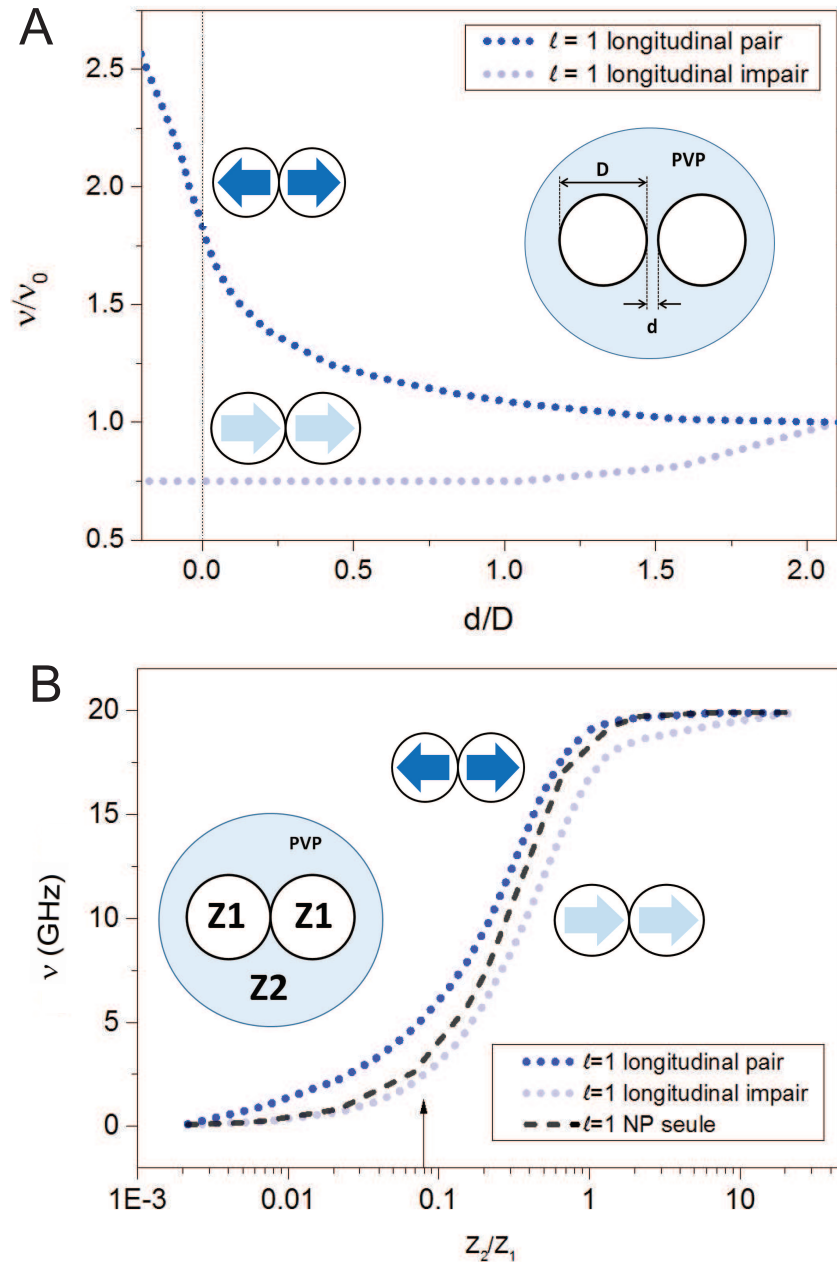 A
ℓ = 1 longitudinal pair
ℓ = 1 longitudinal impair
2.5
2.0
1.5
1.0
0.5
ν/ν0
D
PVP
d
0.0
0.5
1.0
1.5
2.0
d/D
B
20
15
10
5
0
ν (GHz)
PVP
Z1
Z1
Z2
ℓ=1 longitudinal pair
ℓ=1 longitudinal impair
ℓ=1 NP seule
1E-3
0.01
0.1
1
10
Z2/Z1